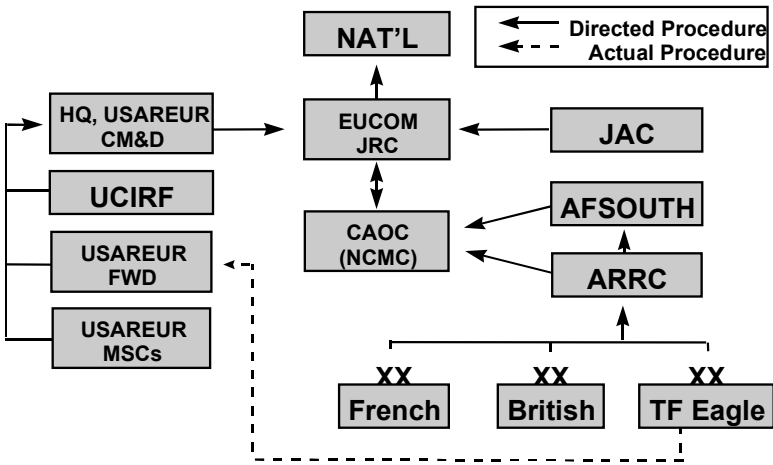 NAT'L
Directed Procedure
Actual Procedure
HQ, USAREUR
CM&D
EUCOM
JRC
JAC
UCIRF
AFSOUTH
CAOC
(NCMC)
USAREUR
FWD
ARRC
USAREUR
MSCs
XX
XX
XX
French
British
TF Eagle